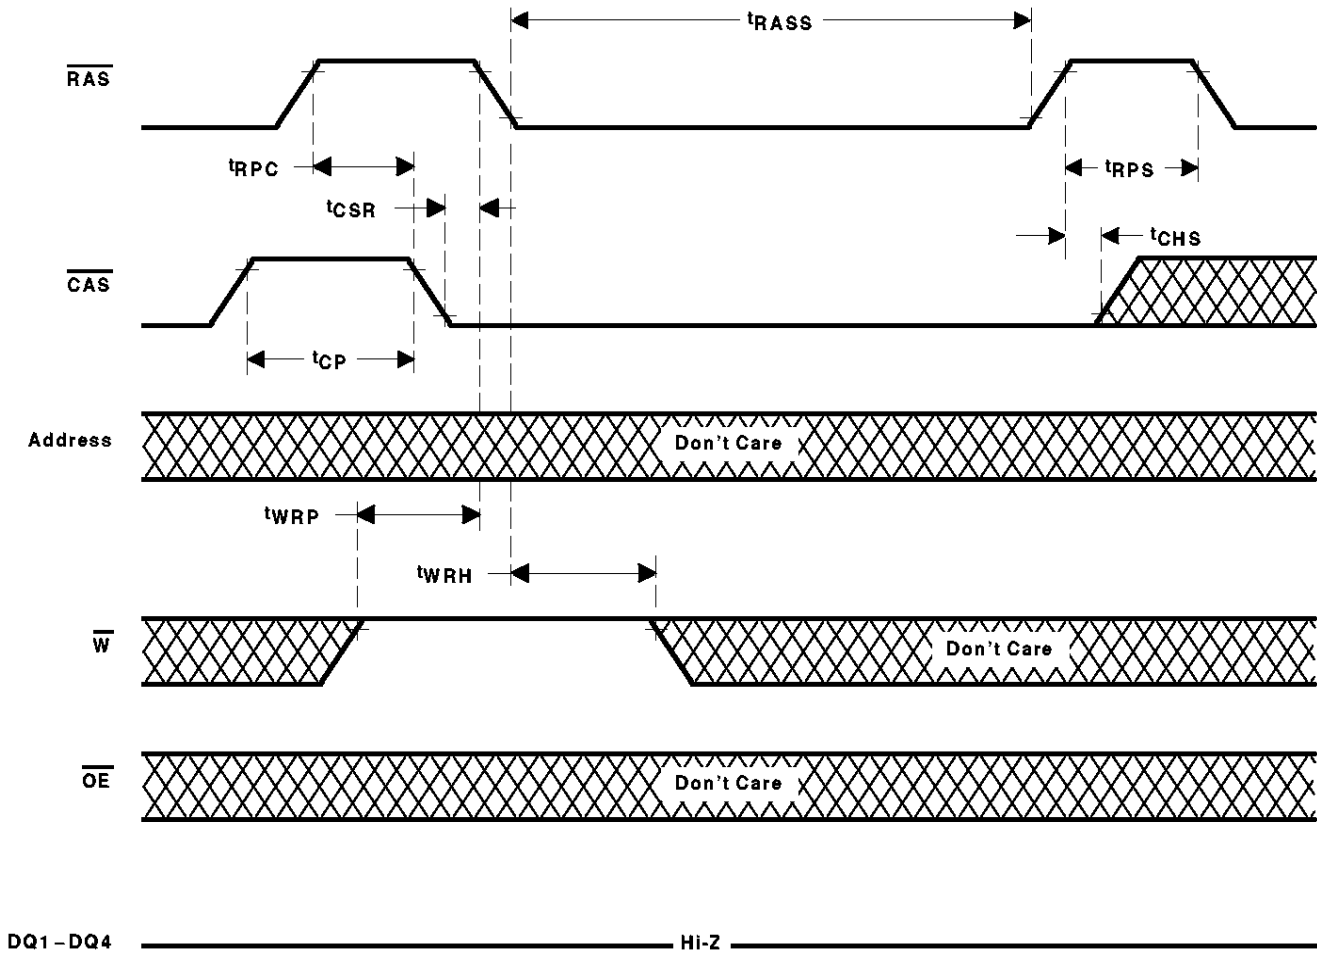 tRASS
RAS
tRPC
tRPS
tCSR
tCHS
CAS
tCP
Address
Don't Care
tWRP
tWRH
W
Don't Care
OE
Don't Care
DQ1–DQ4
Hi-Z